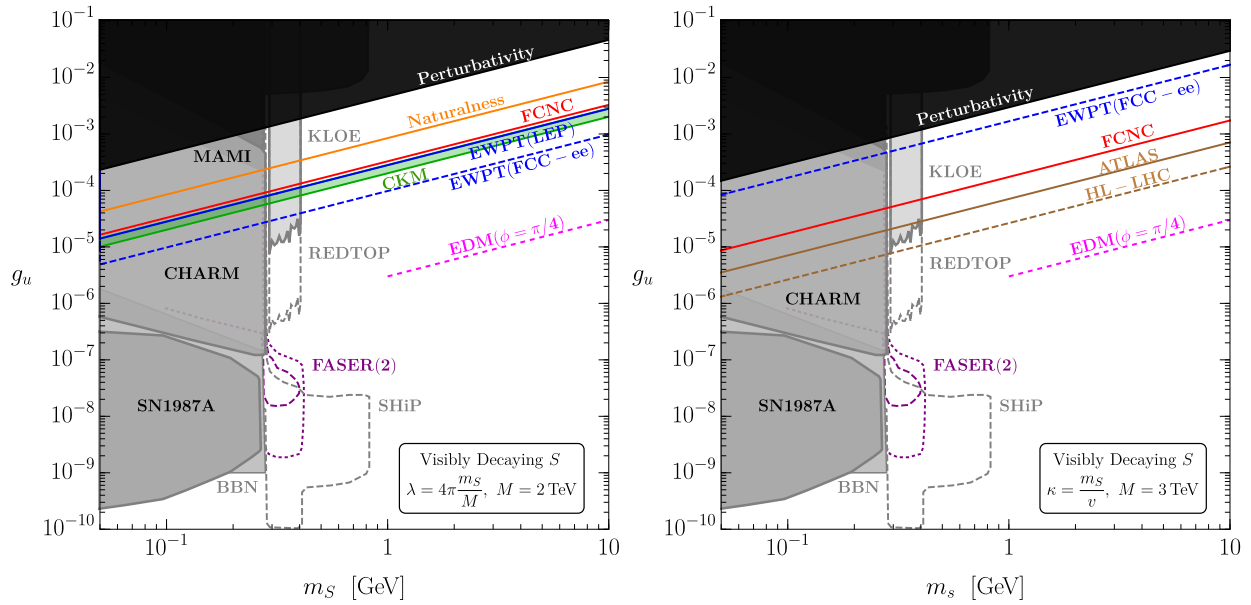 10^{-1}
10^{-2}
10^{-3}
10^{-4}
10^{-5}
10^{-6}
10^{-7}
10^{-8}
10^{-9}
10^{-10}
g_u
Perturbativity
Naturalness
FCNC
KLOE
EWPT(LEP)
MAMI
EWPT(FCC − ee)
CKM
EDM(ϕ = π/4)
REDTOP
CHARM
FASER(2)
SN1987A
SHiP
BBN
Visibly Decaying S
λ = 4π m_S/M, M = 2 TeV
10^{-1}
1
10
m_S [GeV]
10^{-1}
10^{-2}
10^{-3}
10^{-4}
10^{-5}
10^{-6}
10^{-7}
10^{-8}
10^{-9}
10^{-10}
g_u
Perturbativity
EWPT(FCC − ee)
FCNC
ATLAS
KLOE
HL − LHC
EDM(ϕ = π/4)
REDTOP
CHARM
FASER(2)
SN1987A
SHiP
BBN
Visibly Decaying S
κ = m_S/v, M = 3 TeV
10^{-1}
1
10
m_s [GeV]